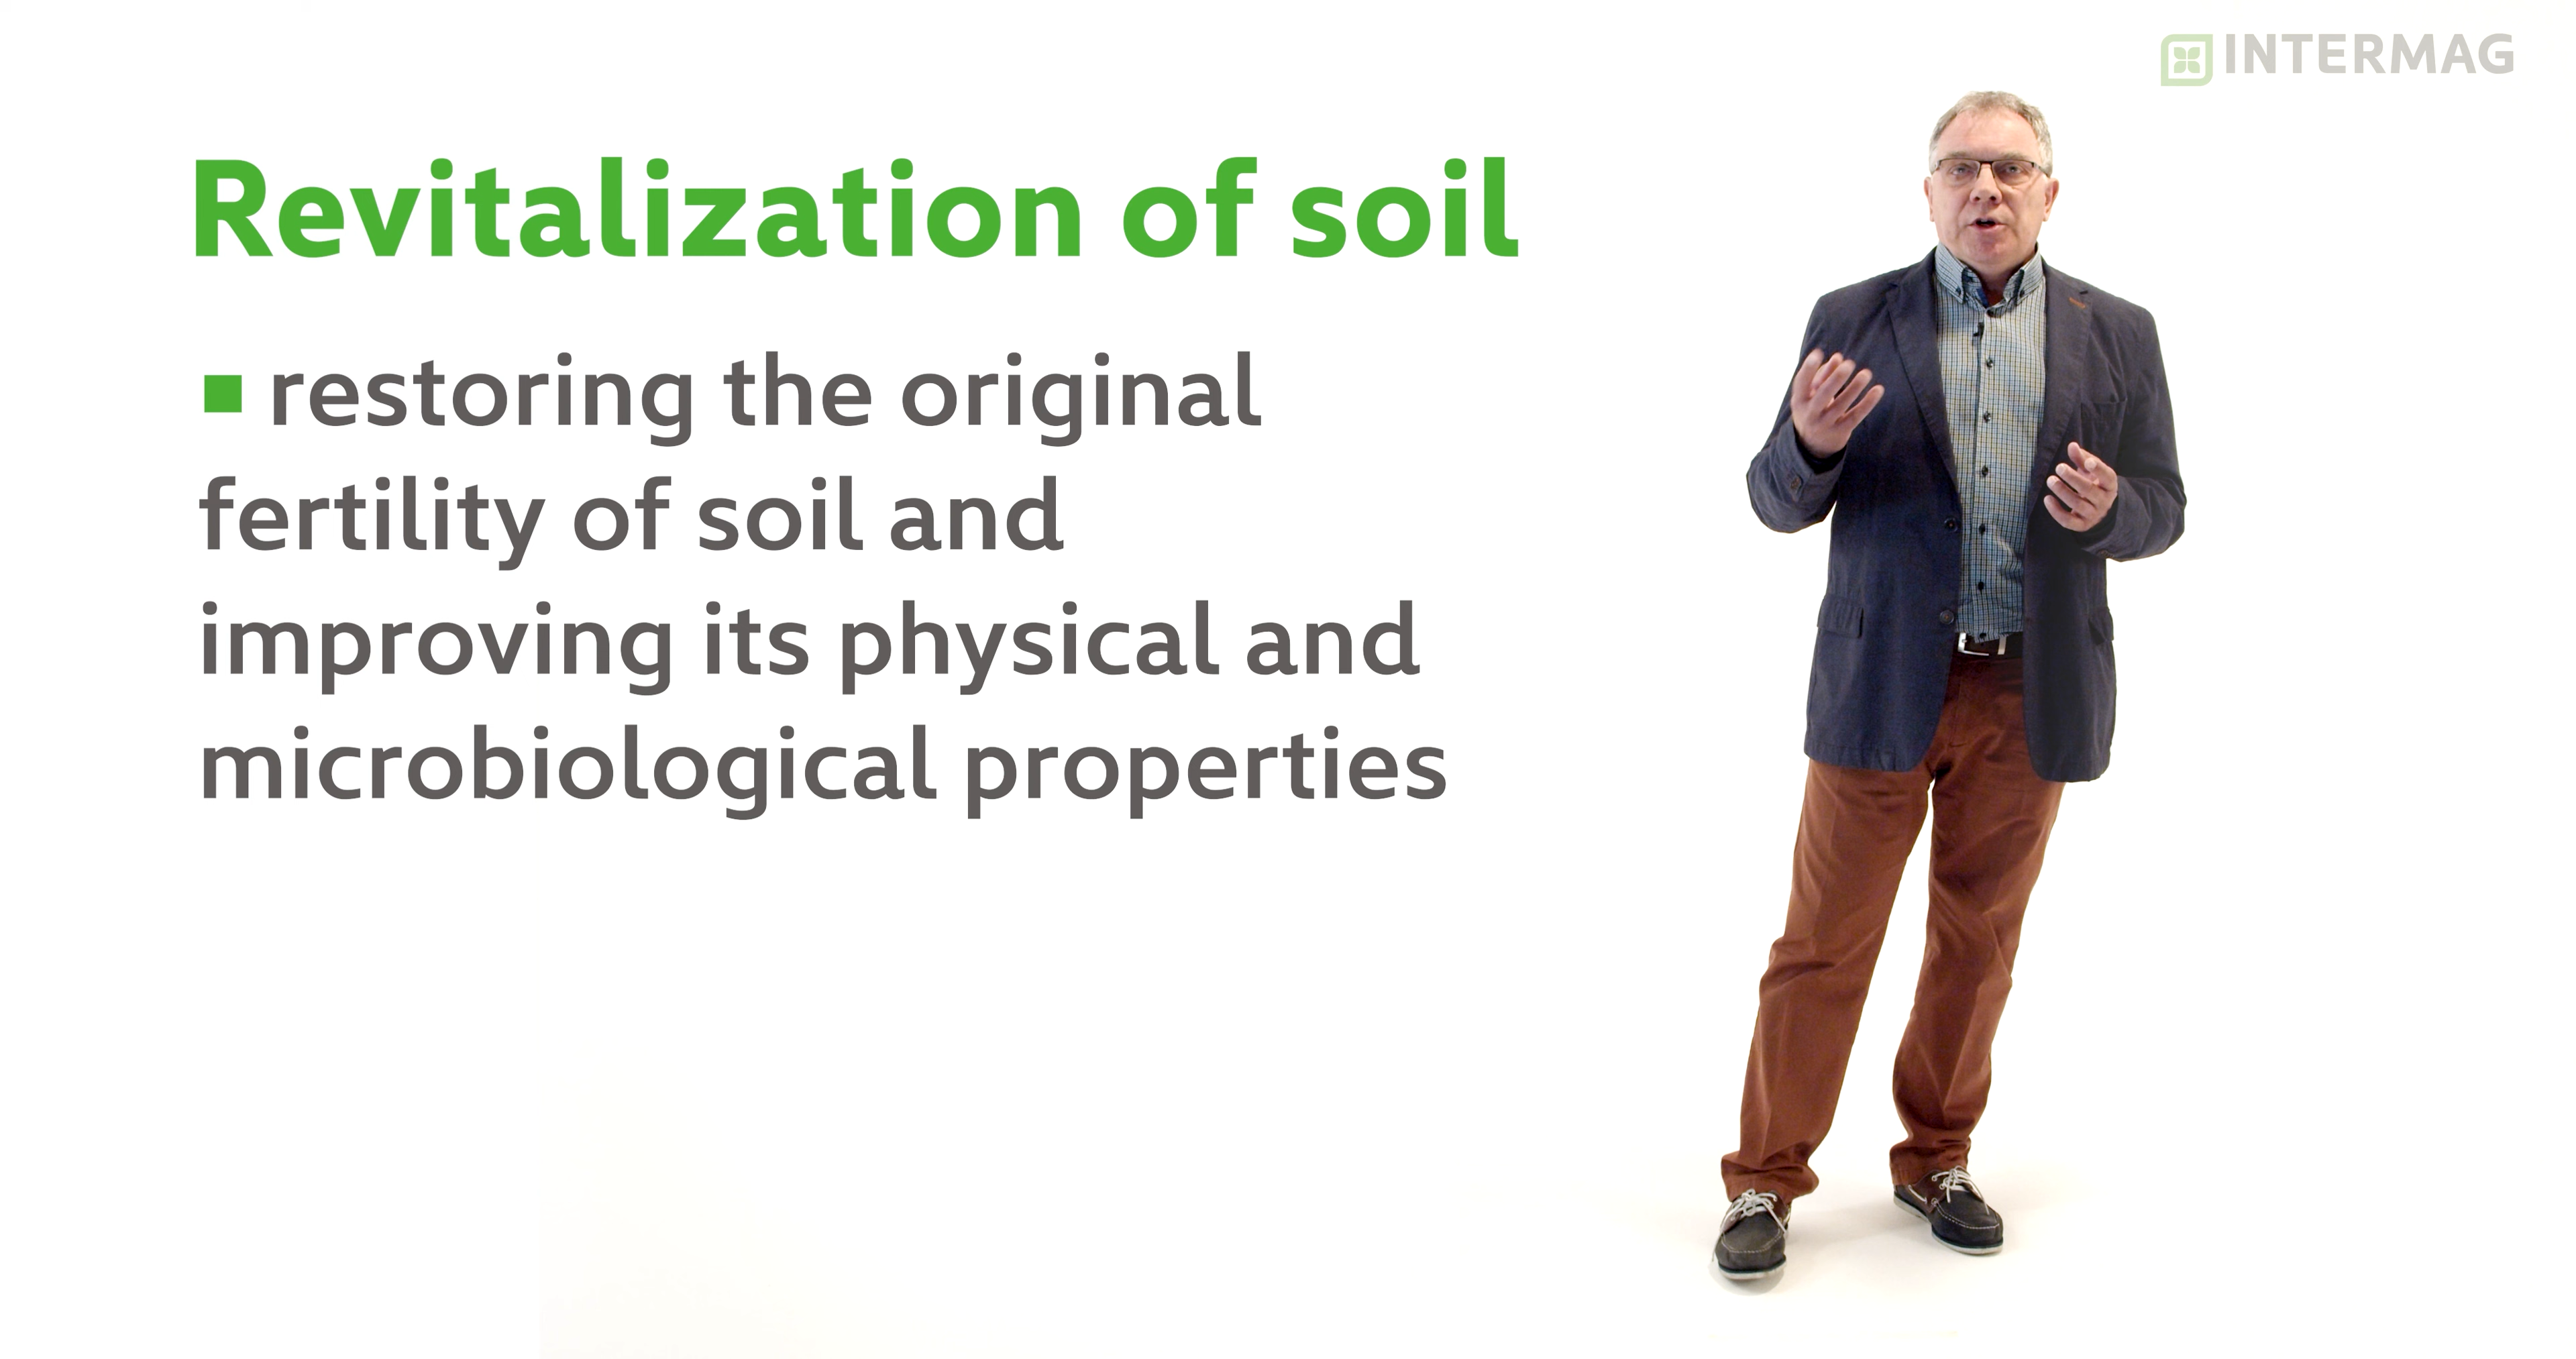 INTERMAG
Revitalization of soil
restoring the original
fertility of soil and
improving its physical and
microbiological properties